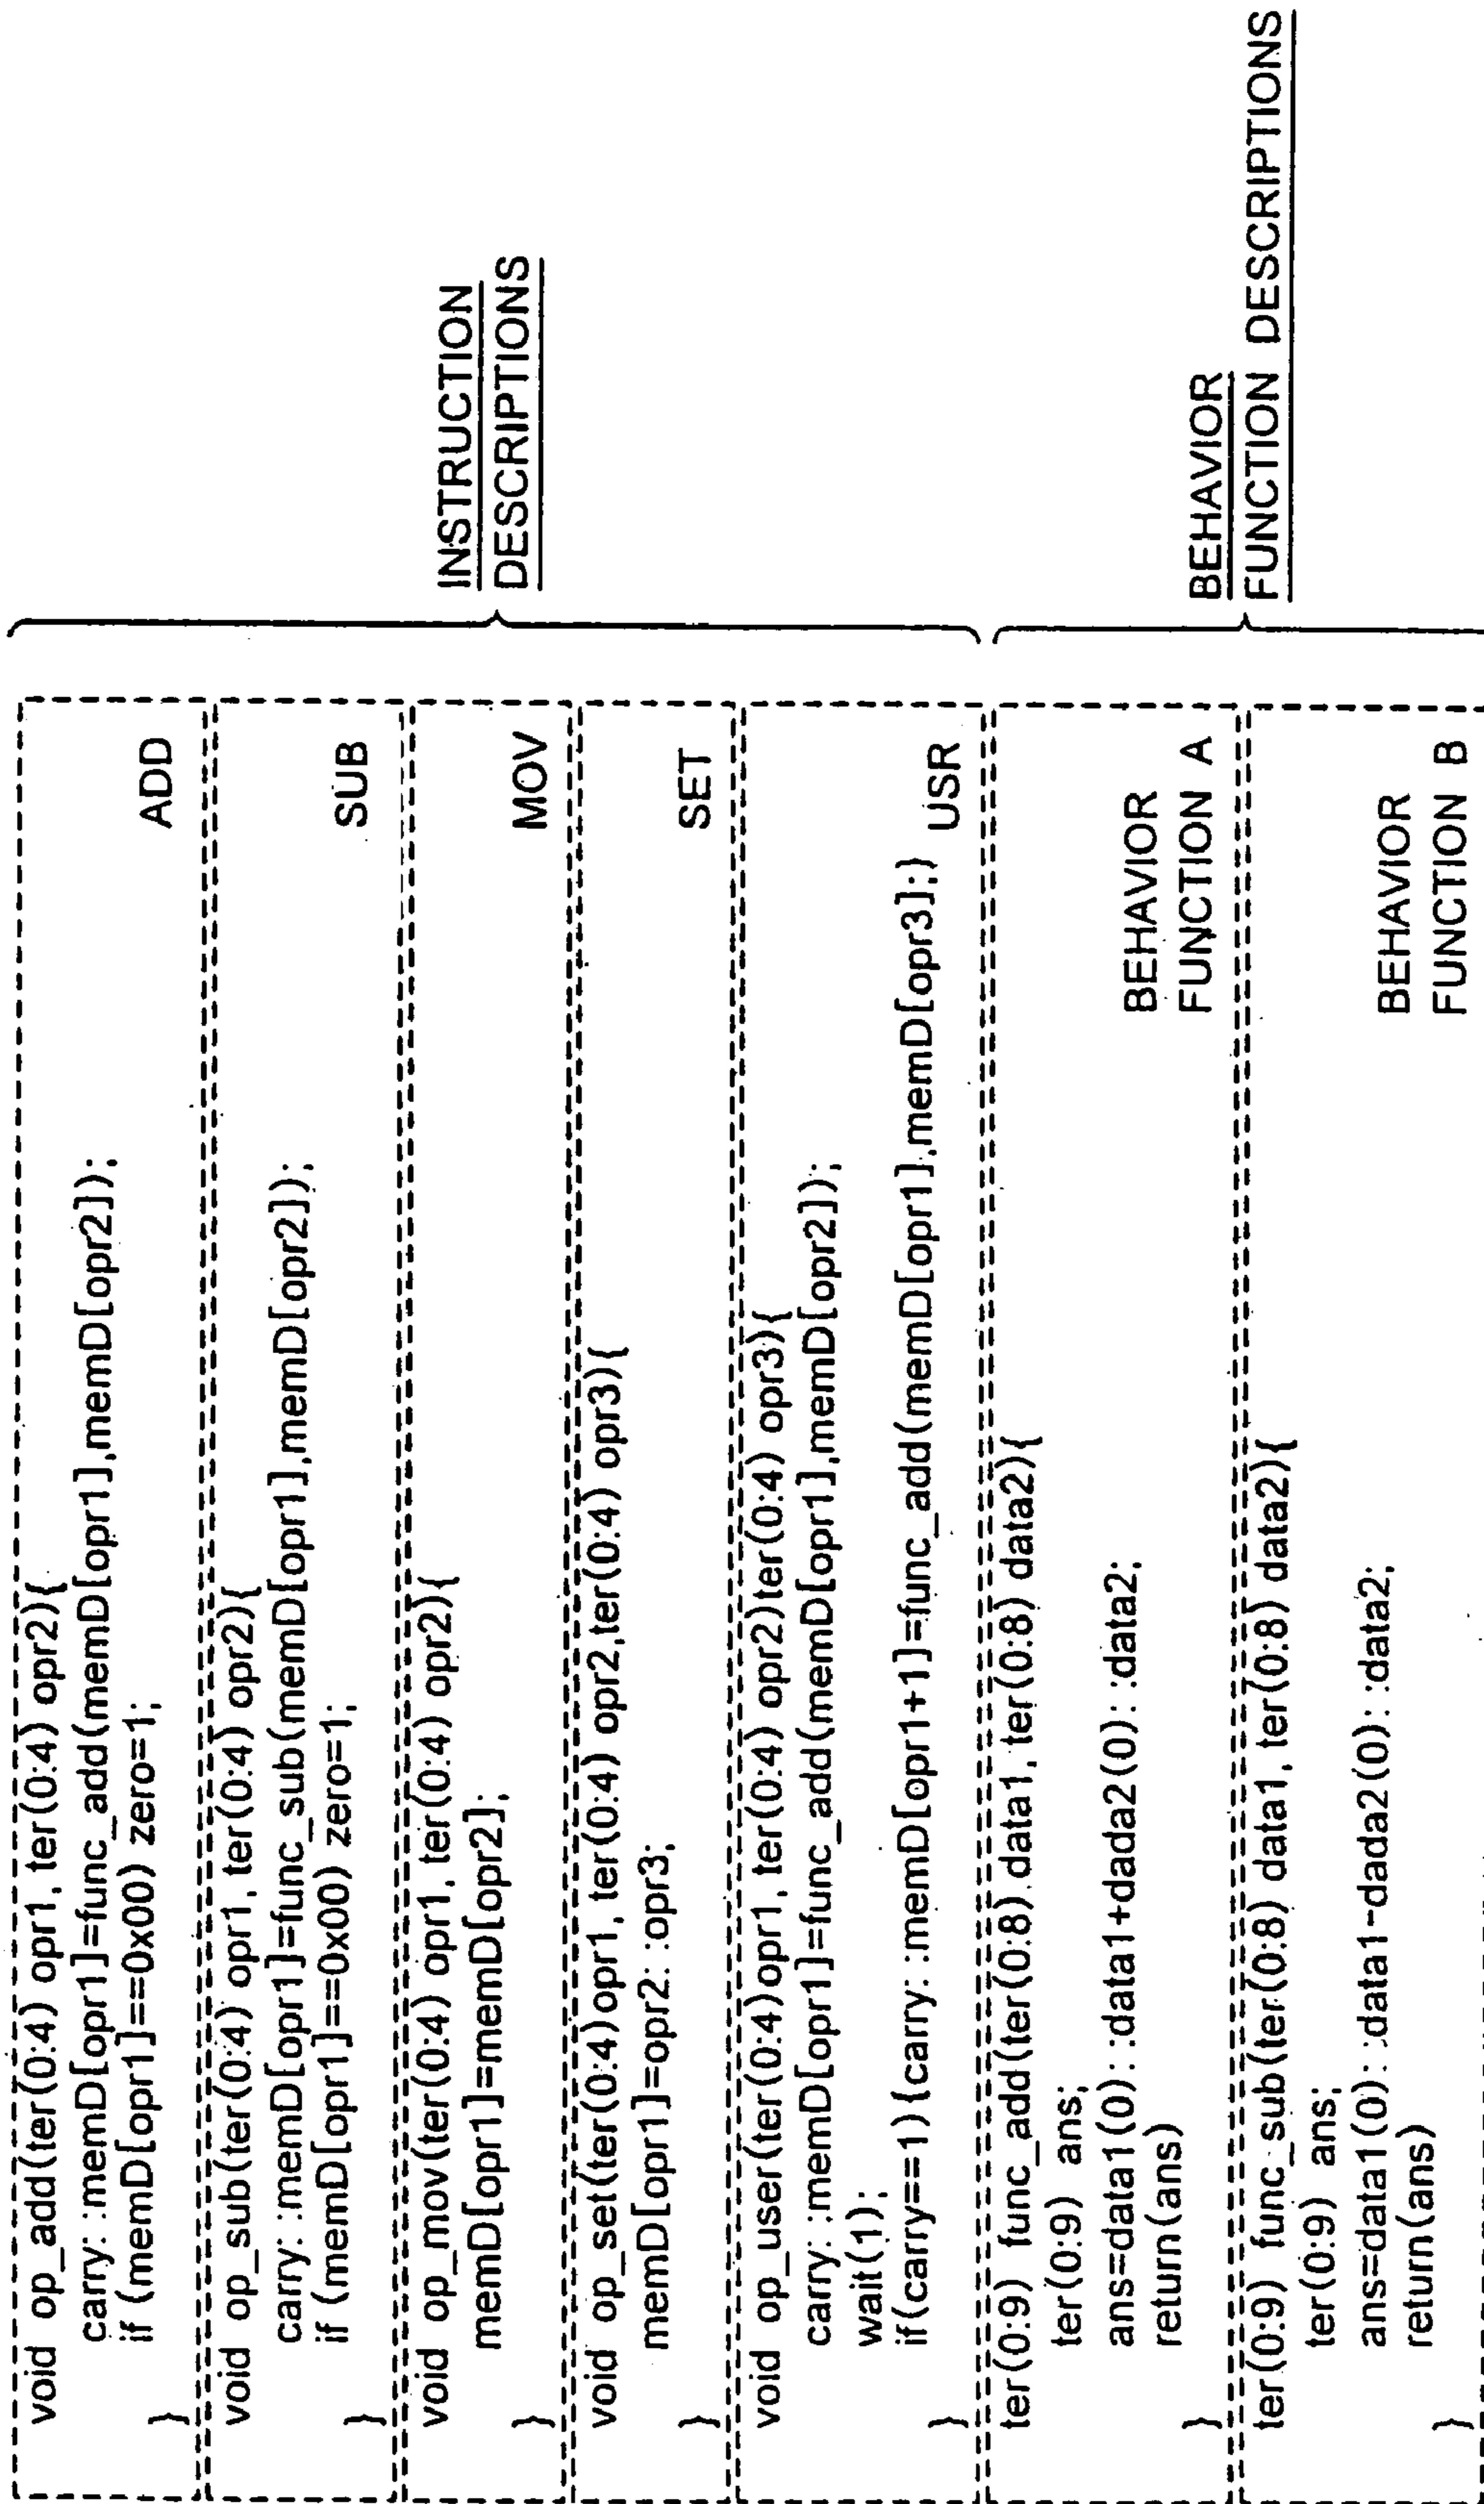 void op_add(ter(0:4) opr1, ter(0:4) opr2){
carry: :memD[opr1]=func_add(memD[opr1],memD[opr2]);
if (memD[opr1]==0x00) zero=1;
} ADD
void op_sub(ter(0:4) opr1, ter(0:4) opr2){
carry: :memD[opr1]=func_sub(memD[opr1],memD[opr2]);
if (memD[opr1]==0x00) zero=1;
} SUB
void op_mov(ter(0:4) opr1, ter(0:4) opr2){
memD[opr1]=memD[opr2];
} MOV
void op_set(ter(0:4)opr1, ter(0:4) opr2,ter(0:4) opr3){
memD[opr1]=opr2: :opr3;
} SET
void op_user(ter(0:4)opr1, ter(0:4) opr2)ter(0:4) opr3){
carry: :memD[opr1]=func_add(memD[opr1],memD[opr2]);
wait(1);
if(carry==1){carry: :memD[opr1+1]=func_add(memD[opr1],memD[opr3];}
} USR
INSTRUCTION
DESCRIPTIONS
ter(0:9) func_add(ter(0:8) data1, ter(0:8) data2){
ter(0:9) ans;
ans=data1(0): :data1+dada2(0): :data2;
return(ans)
} BEHAVIOR
FUNCTION A
ter(0:9) func_sub(ter(0:8) data1, ter(0:8) data2){
ter(0:9) ans;
ans=data1(0): :data1-dada2(0): :data2;
return(ans)
} BEHAVIOR
FUNCTION B
BEHAVIOR
FUNCTION DESCRIPTIONS